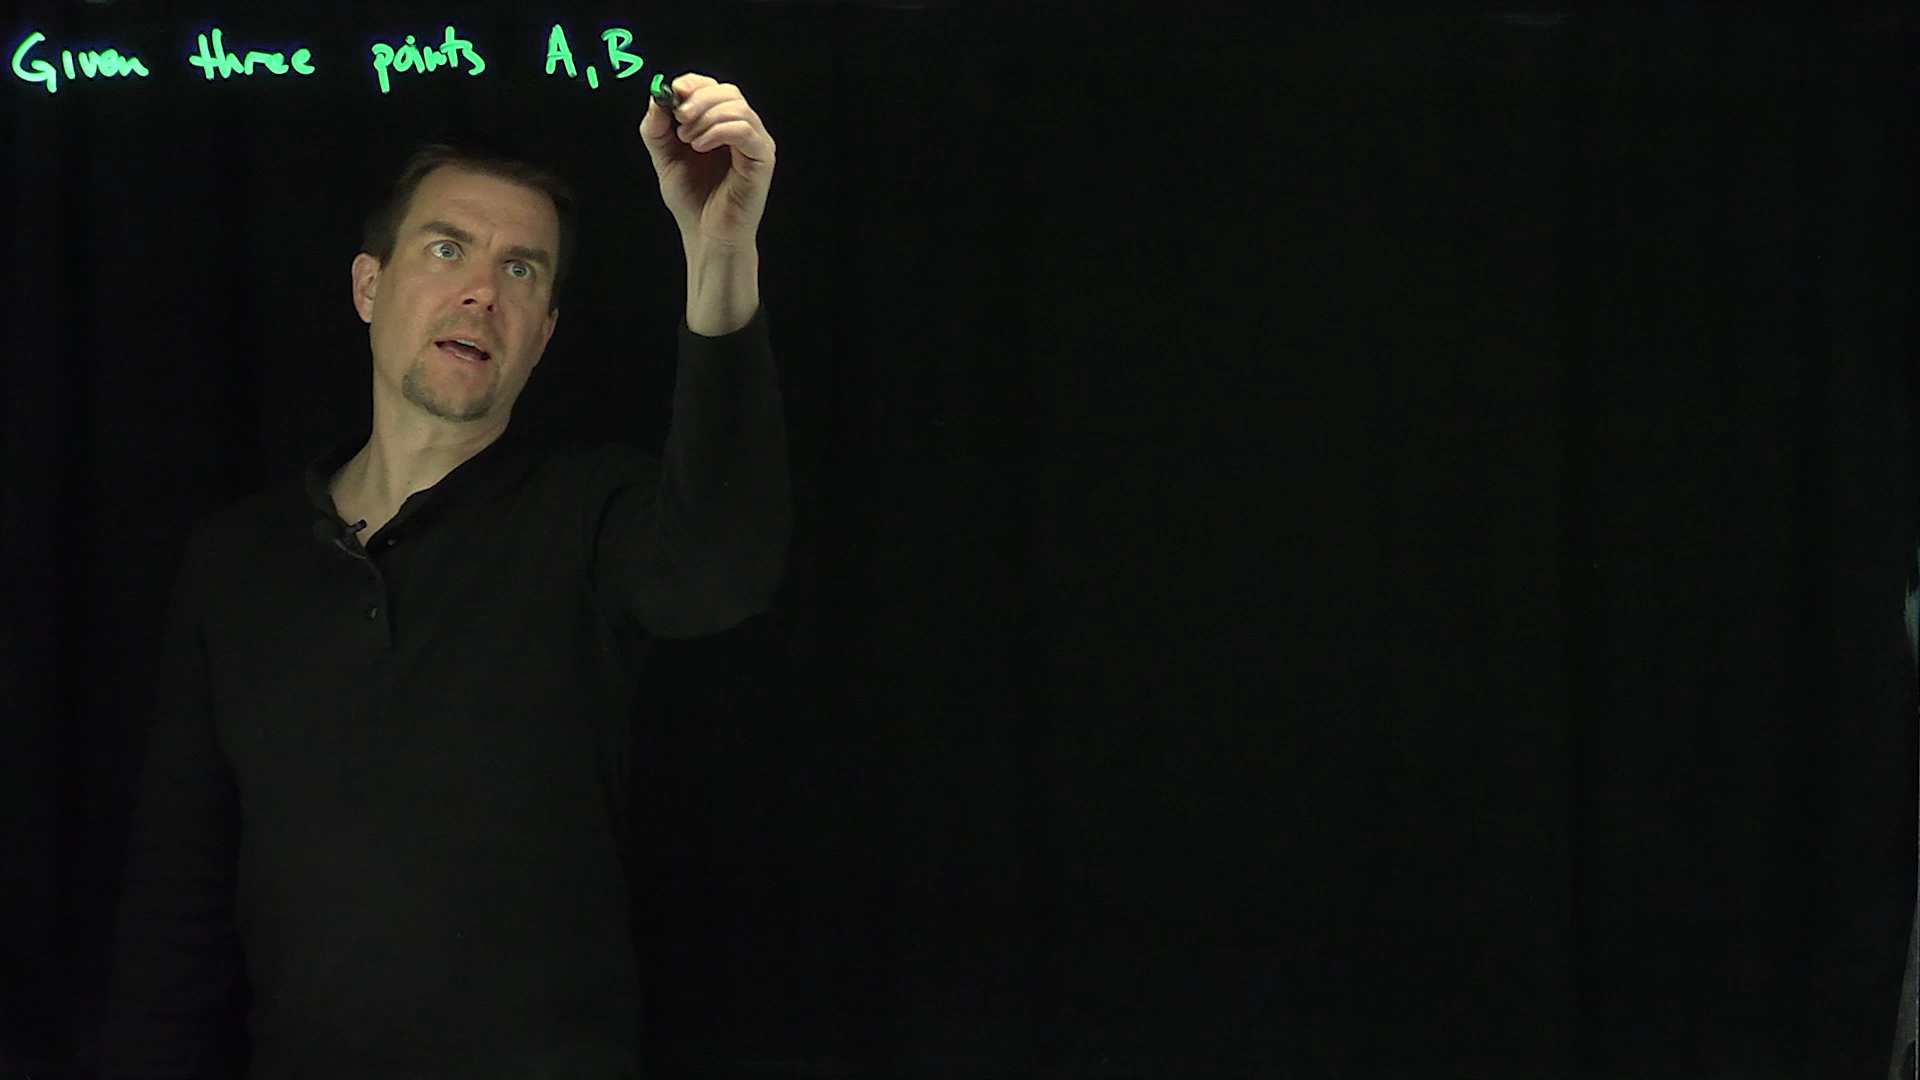 Given three points A, B,